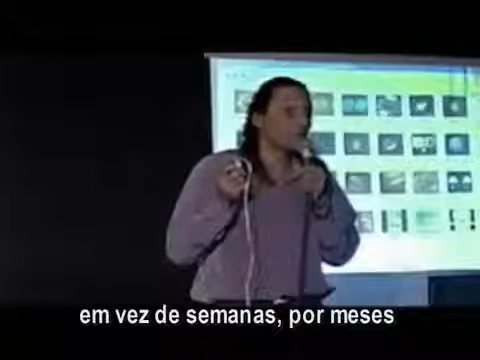 em vez de semanas, por meses